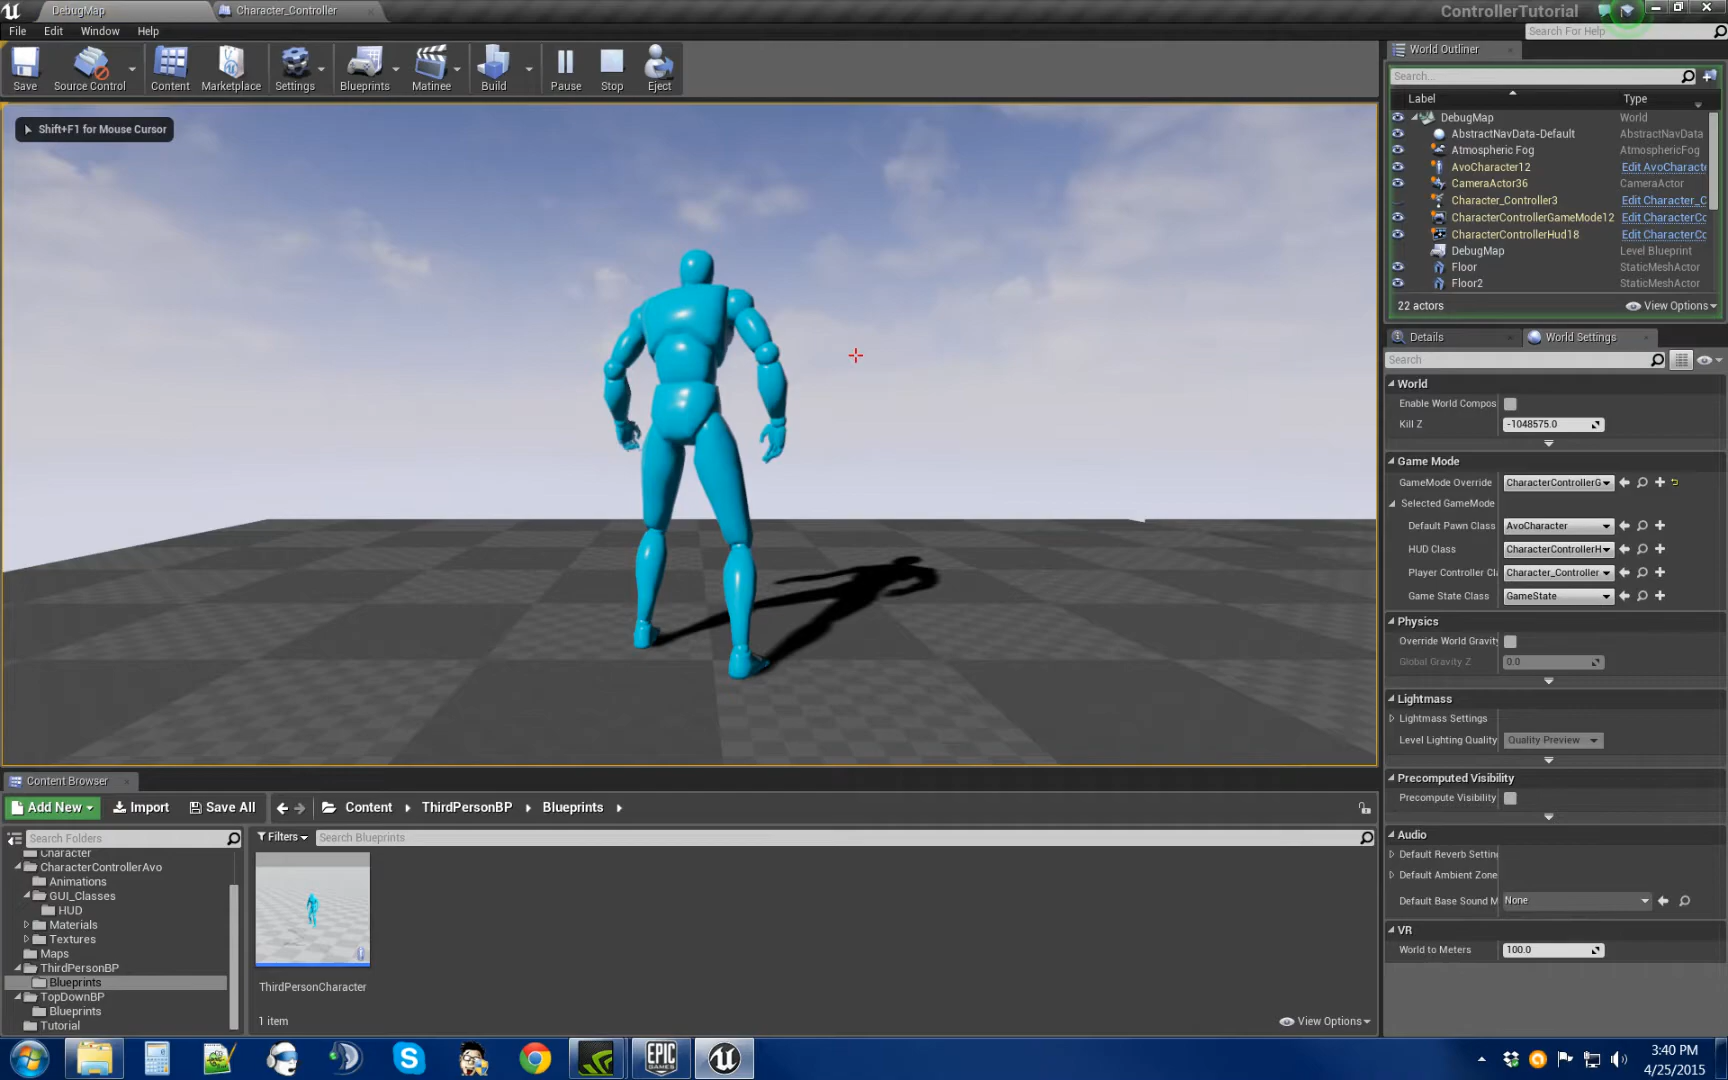 DebugMap
Character_Controller
ControllerTutorial
File Edit Window Help
Search For Help
Save
Source Control
Content
Marketplace
Settings
Blueprints
Matinee
Build
Pause
Stop
Eject
Shift+F1 for Mouse Cursor
World Outliner
Search...
Label Type
DebugMap World
AbstractNavData-Default AbstractNavData
Atmospheric Fog AtmosphericFog
AvoCharacter12 Edit AvoCharacte
CameraActor36 CameraActor
Character_Controller3 Edit Character_C
CharacterControllerGameMode12 Edit CharacterCo
CharacterControllerHud18 Edit CharacterCo
DebugMap Level Blueprint
Floor StaticMeshActor
Floor2 StaticMeshActor
22 actors View Options
Details
World Settings
Search
World
Enable World Compos
Kill Z -1048575.0
Game Mode
GameMode Override CharacterControllerG
Selected GameMode
Default Pawn Class AvoCharacter
HUD Class CharacterControllerH
Player Controller Cl Character_Controller
Game State Class GameState
Physics
Override World Gravity
Global Gravity Z 0.0
Lightmass
Lightmass Settings
Level Lighting Quality Quality Preview
Precomputed Visibility
Precompute Visibility
Audio
Default Reverb Settin
Default Ambient Zone
Default Base Sound M None
VR
World to Meters 100.0
Content Browser
Add New Import Save All Content ThirdPersonBP Blueprints
Search Folders
Filters Search Blueprints
Character
CharacterControllerAvo
Animations
GUI_Classes
HUD
Materials
Textures
Maps
ThirdPersonBP
Blueprints
TopDownBP
Blueprints
Tutorial
ThirdPersonCharacter
1 item View Options
EPIC
GAMES
3:40 PM
4/25/2015